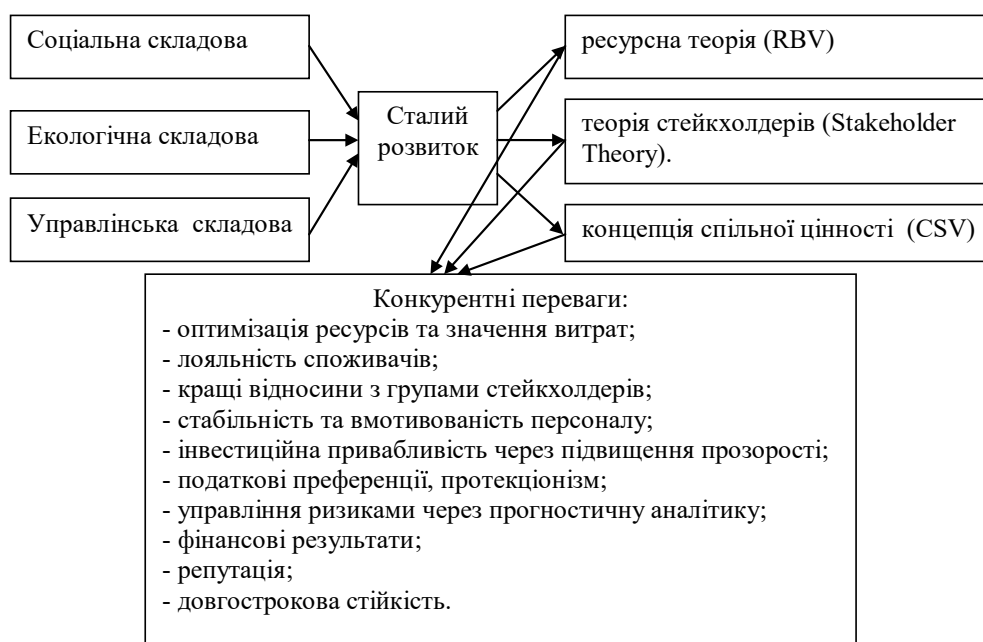 Соціальна складова
Екологічна складова
Управлінська складова
Сталий
розвиток
ресурсна теорія (RBV)
теорія стейкхолдерів (Stakeholder
Theory).
концепція спільної цінності (CSV)
Конкурентні переваги:
- оптимізація ресурсів та значення витрат;
- лояльність споживачів;
- кращі відносини з групами стейкхолдерів;
- стабільність та вмотивованість персоналу;
- інвестиційна привабливість через підвищення прозорості;
- податкові преференції, протекціонізм;
- управління ризиками через прогностичну аналітику;
- фінансові результати;
- репутація;
- довгострокова стійкість.